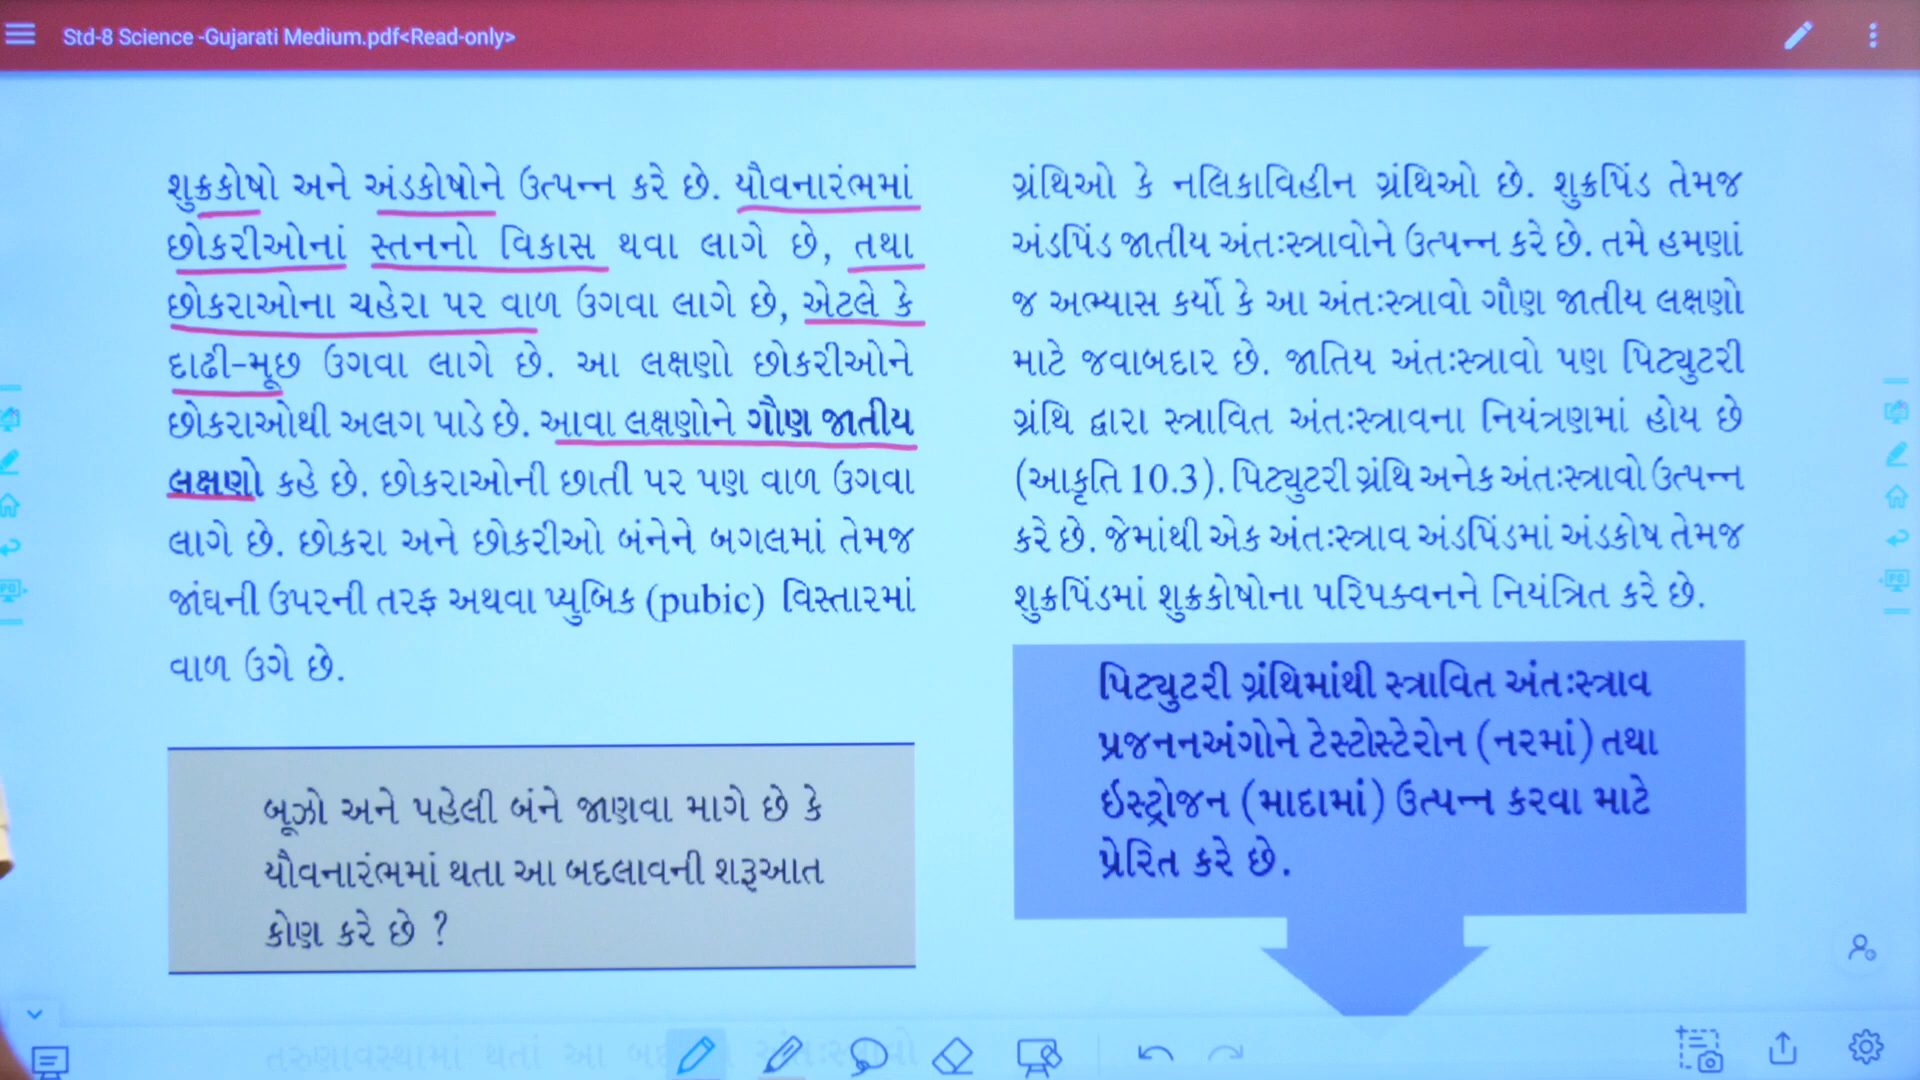 Std-8 Science -Gujarati Medium.pdf<Read-only>
શુક્રકોષો અને અંડકોષોને ઉત્પન્ન કરે છે. યૌવનારંભમાં
છોકરીઓનાં સ્તનનો વિકાસ થવા લાગે છે, તથા
છોકરાઓના ચહેરા પર વાળ ઉગવા લાગે છે, એટલે કે
દાઢી-મૂછ ઉગવા લાગે છે. આ લક્ષણો છોકરીઓને
છોકરાઓથી અલગ પાડે છે. આવા લક્ષણોને ગૌણ જાતીય
લક્ષણો કહે છે. છોકરાઓની છાતી પર પણ વાળ ઉગવા
લાગે છે. છોકરા અને છોકરીઓ બંનેને બગલમાં તેમજ
જાંઘની ઉપરની તરફ અથવા પ્યુબિક (pubic) વિસ્તારમાં
વાળ ઉગે છે.
બૂઝો અને પહેલી બંને જાણવા માગે છે કે
યૌવનારંભમાં થતા આ બદલાવની શરૂઆત
કોણ કરે છે ?
ગ્રંથિઓ કે નલિકાવિહીન ગ્રંથિઓ છે. શુક્રપિંડ તેમજ
અંડપિંડ જાતીય અંતઃસ્ત્રાવોને ઉત્પન્ન કરે છે. તમે હમણાં
જ અભ્યાસ કર્યો કે આ અંતઃસ્ત્રાવો ગૌણ જાતીય લક્ષણો
માટે જવાબદાર છે. જાતિય અંતઃસ્ત્રાવો પણ પિટ્યુટરી
ગ્રંથિ દ્વારા સ્ત્રાવિત અંતઃસ્ત્રાવના નિયંત્રણમાં હોય છે
(આકૃતિ 10.3). પિટ્યુટરી ગ્રંથિ અનેક અંતઃસ્ત્રાવો ઉત્પન્ન
કરે છે. જેમાંથી એક અંતઃસ્ત્રાવ અંડપિંડમાં અંડકોષ તેમજ
શુક્રપિંડમાં શુક્રકોષોના પરિપક્વનને નિયંત્રિત કરે છે.
પિટ્યુટરી ગ્રંથિમાંથી સ્ત્રાવિત અંતઃસ્ત્રાવ
પ્રજનનઅંગોને ટેસ્ટોસ્ટેરોન (નરમાં) તથા
ઇસ્ટ્રોજન (માદામાં) ઉત્પન્ન કરવા માટે
પ્રેરિત કરે છે.
તરુણાવસ્થામાં થતાં આ